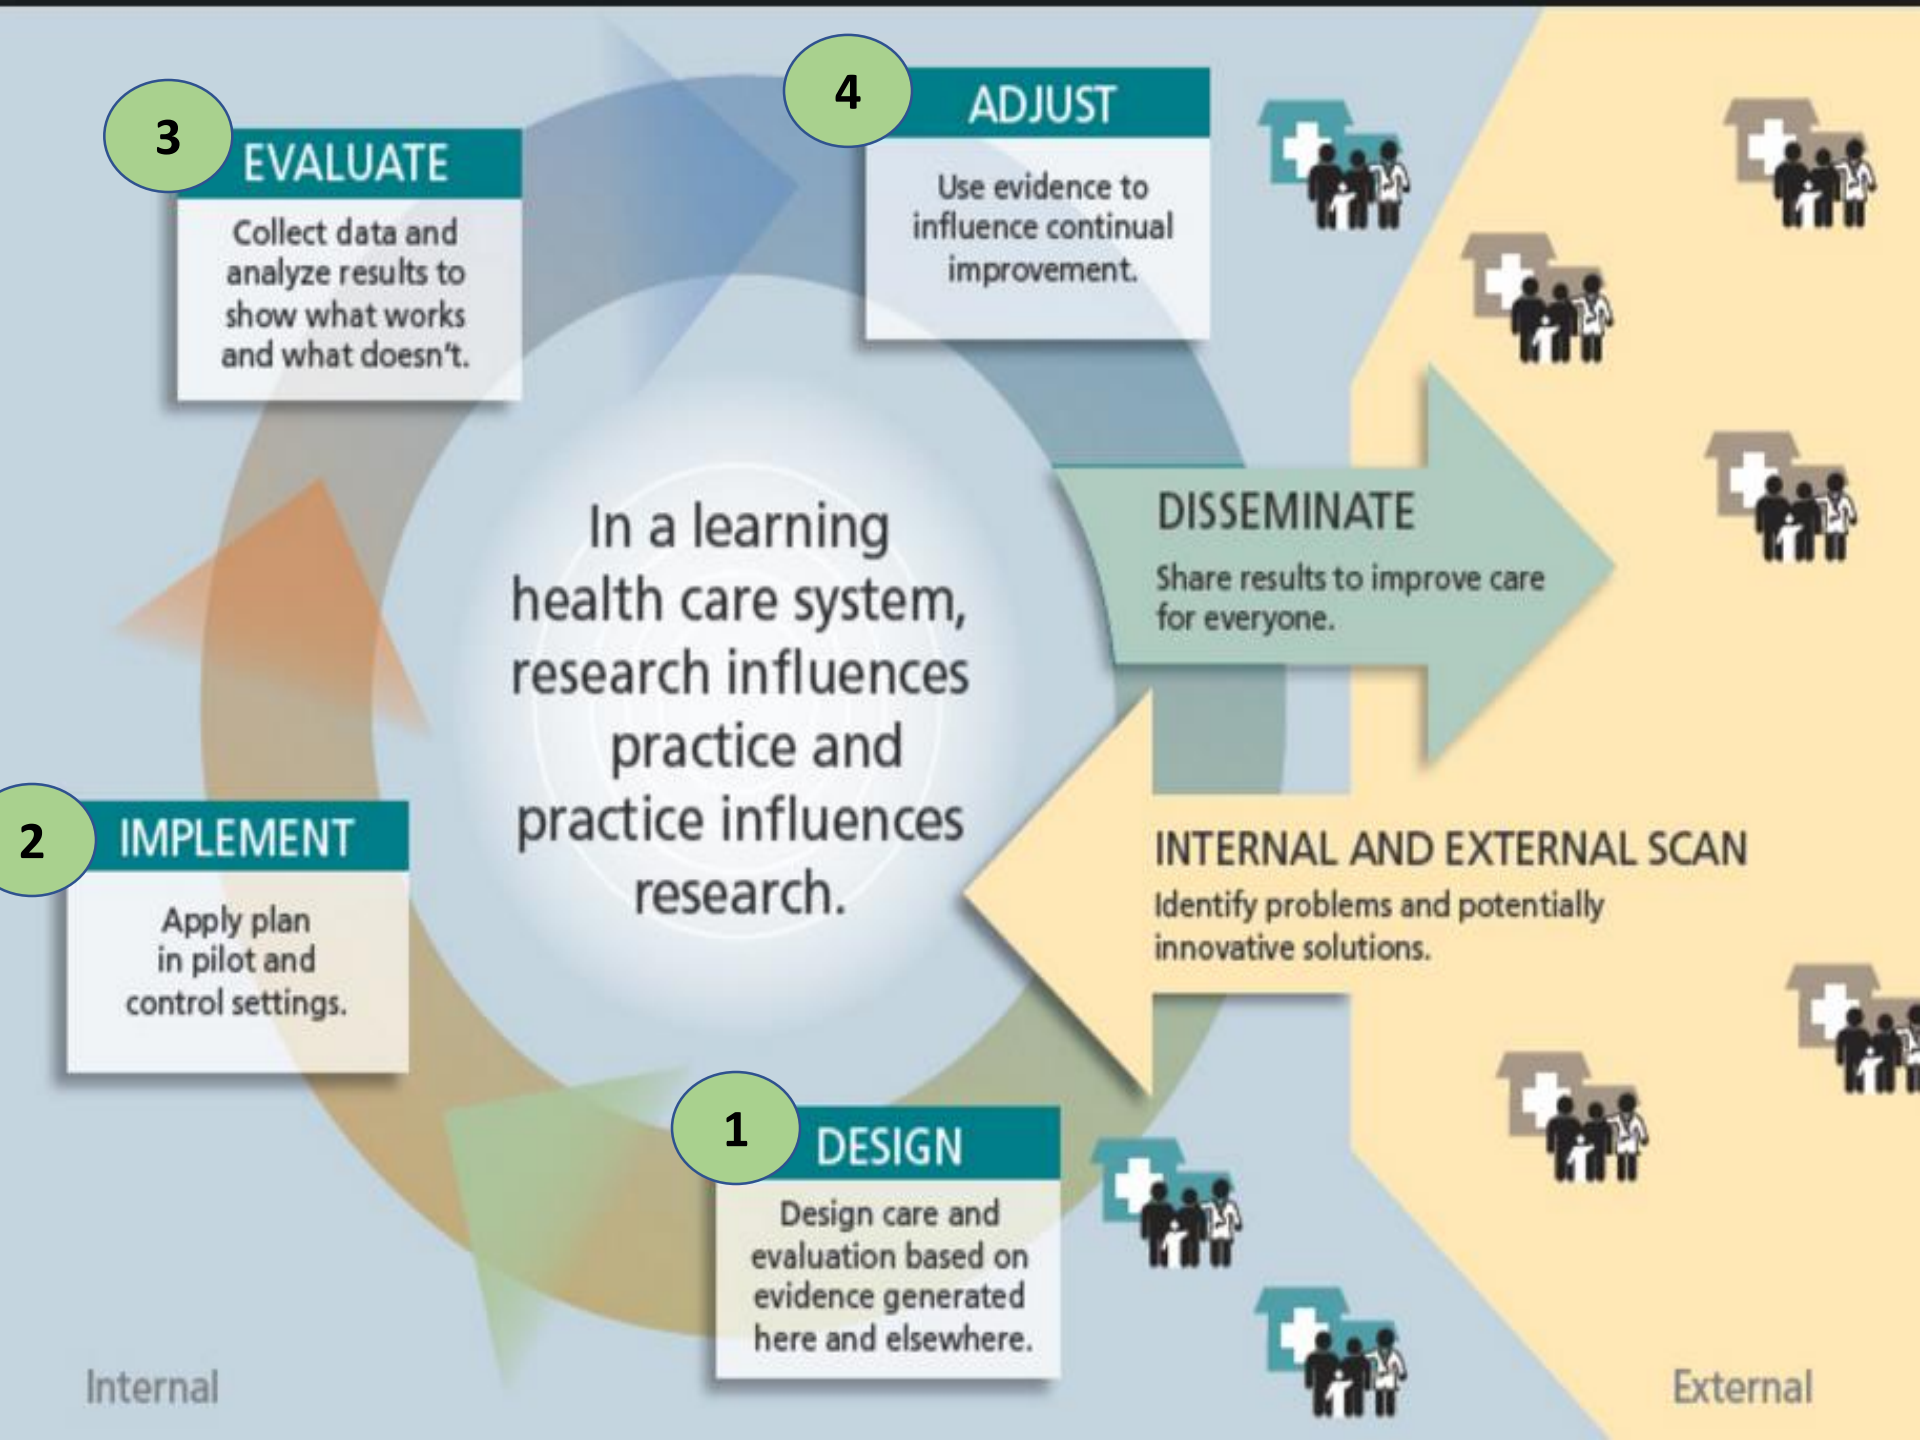 3
EVALUATE
Collect data and
analyze results to
show what works
and what doesn't.
4
ADJUST
Use evidence to
influence continual
improvement.
In a learning
health care system,
research influences
practice and
practice influences
research.
DISSEMINATE
Share results to improve care
for everyone.
INTERNAL AND EXTERNAL SCAN
Identify problems and potentially
innovative solutions.
2
IMPLEMENT
Apply plan
in pilot and
control settings.
1
DESIGN
Design care and
evaluation based on
evidence generated
here and elsewhere.
Internal
External